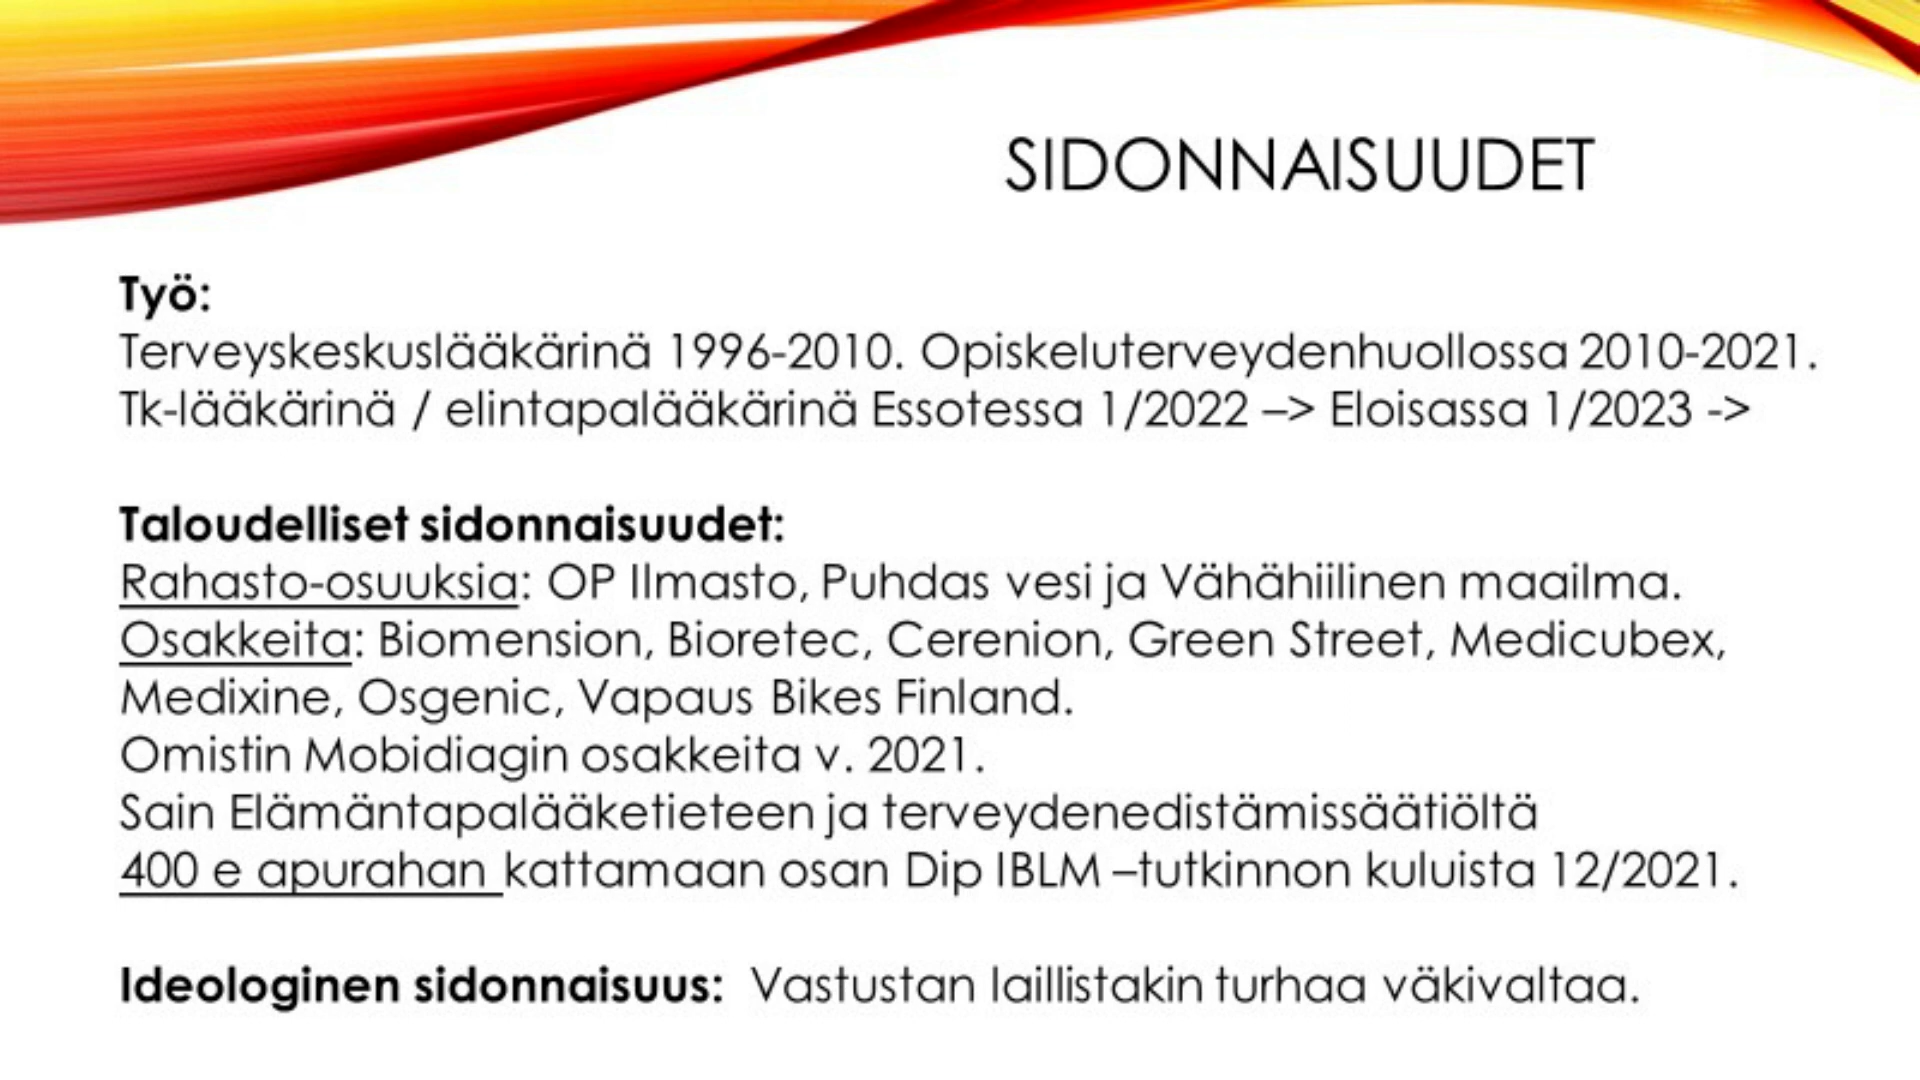 SIDONNAISUUDET
Työ:
Terveyskeskuslääkärinä 1996-2010. Opiskeluterveydenhuollossa 2010-2021.
Tk-lääkärinä / elintapalääkärinä Essotessa 1/2022 –> Eloisassa 1/2023 ->
Taloudelliset sidonnaisuudet:
Rahasto-osuuksia: OP Ilmasto, Puhdas vesi ja Vähähiilinen maailma.
Osakkeita: Biomension, Bioretec, Cerenion, Green Street, Medicubex,
Medixine, Osgenic, Vapaus Bikes Finland.
Omistin Mobidiagin osakkeita v. 2021.
Sain Elämäntapalääketieteen ja terveydenedistämissäätiöltä
400 e apurahan kattamaan osan Dip IBLM –tutkinnon kuluista 12/2021.
Ideologinen sidonnaisuus: Vastustan laillistakin turhaa väkivaltaa.